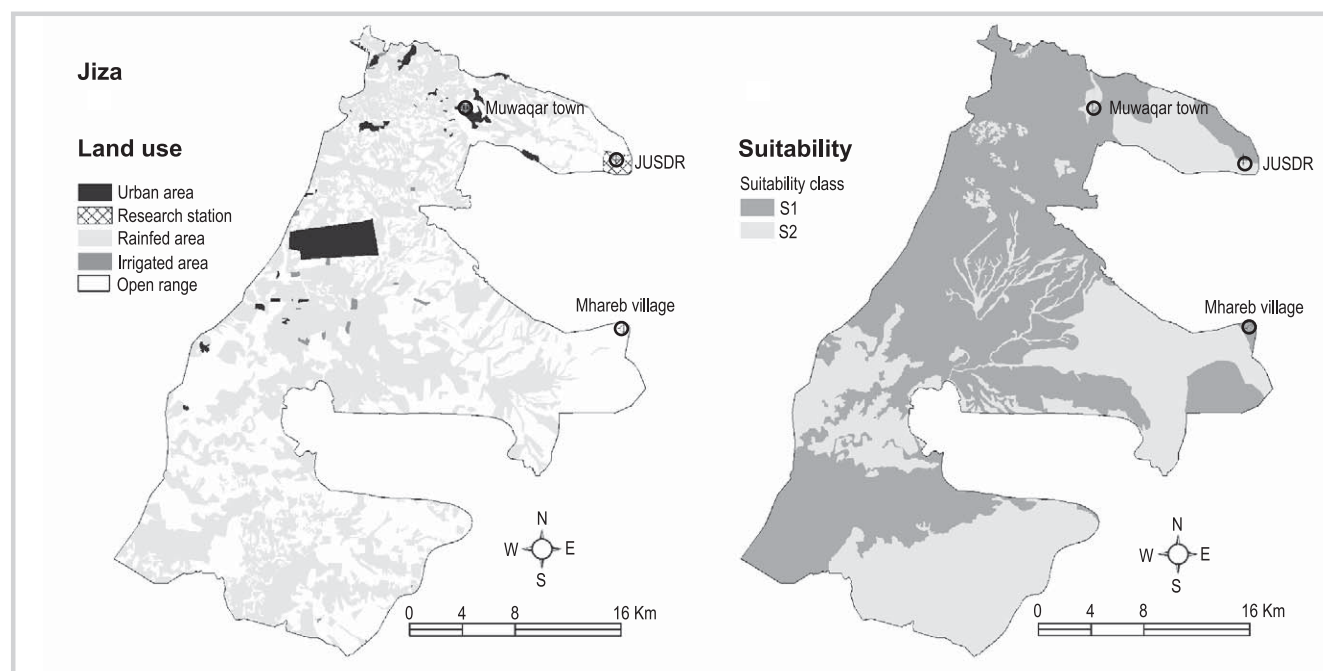 Jiza
Land use
Urban area
Research station
Rainfed area
Irrigated area
Open range
Muwaqar town
JUSDR
Mhareb village
N
W E
S
0 4 8 16 Km
Suitability
Suitability class
S1
S2
Muwaqar town
JUSDR
Mhareb village
N
W E
S
0 4 8 16 Km